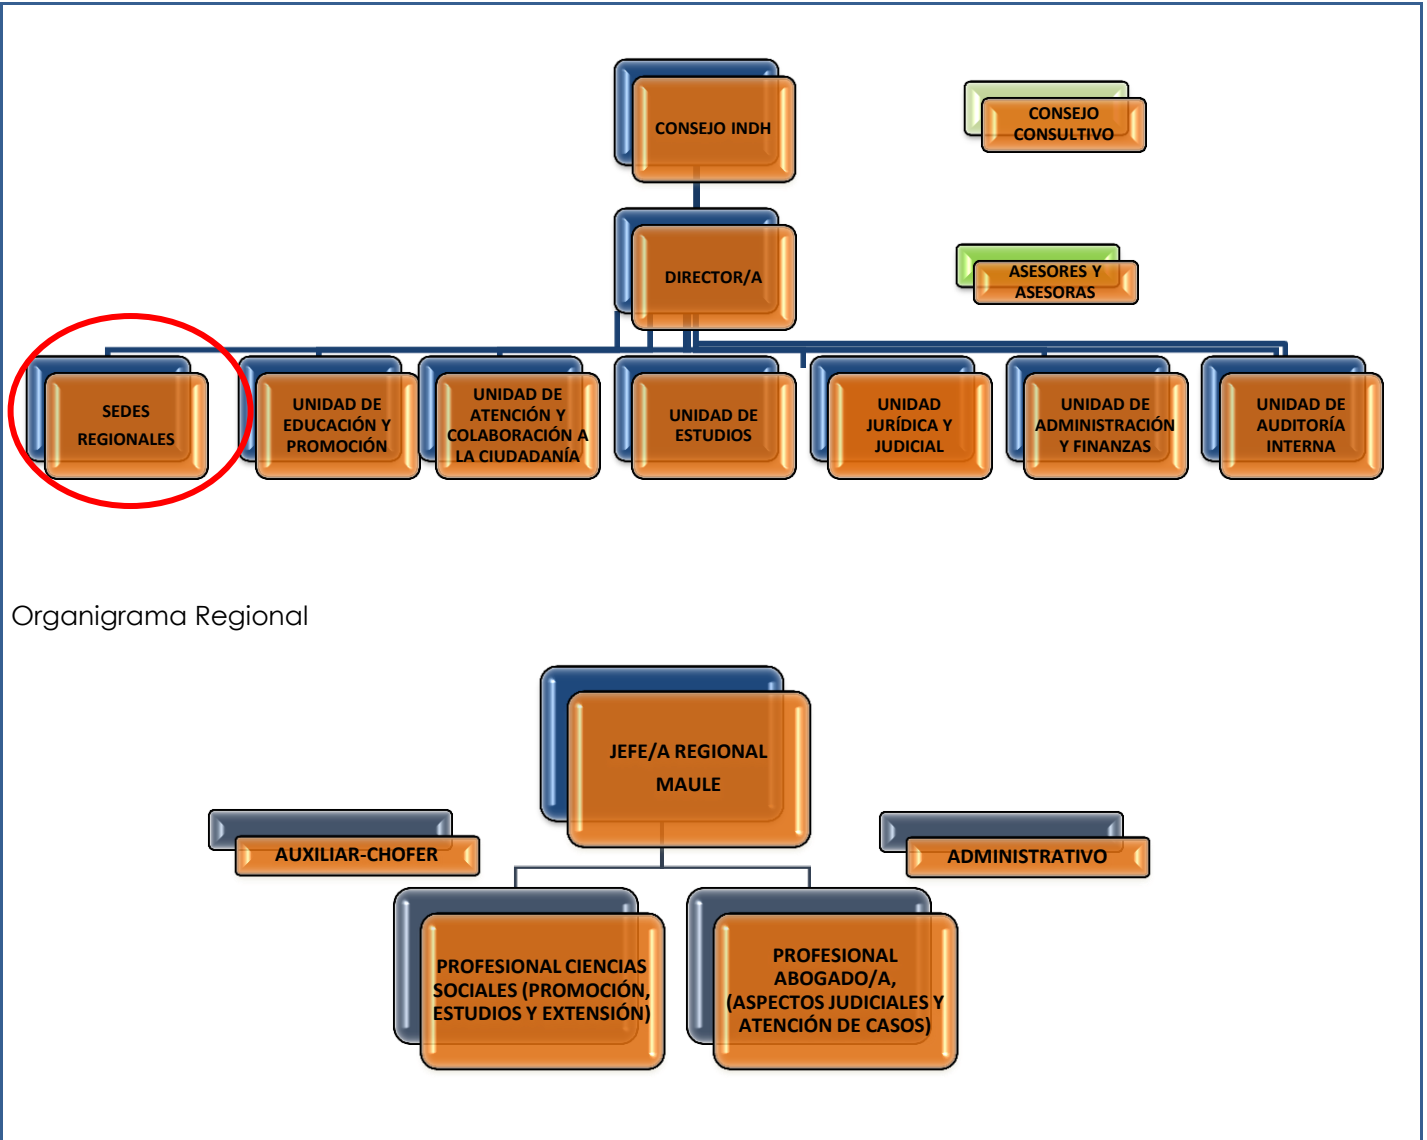 CONSEJO INDH
CONSEJO
CONSULTIVO
DIRECTOR/A
ASESORES Y
ASESORAS
SEDES
REGIONALES
UNIDAD DE
EDUCACIÓN Y
PROMOCIÓN
UNIDAD DE
ATENCIÓN Y
COLABORACIÓN A
LA CIUDADANÍA
UNIDAD DE
ESTUDIOS
UNIDAD
JURÍDICA Y
JUDICIAL
UNIDAD DE
ADMINISTRACIÓN
Y FINANZAS
UNIDAD DE
AUDITORÍA
INTERNA
Organigrama Regional
JEFE/A REGIONAL
MAULE
AUXILIAR-CHOFER
ADMINISTRATIVO
PROFESIONAL CIENCIAS
SOCIALES (PROMOCIÓN,
ESTUDIOS Y EXTENSIÓN)
PROFESIONAL
ABOGADO/A,
(ASPECTOS JUDICIALES Y
ATENCIÓN DE CASOS)